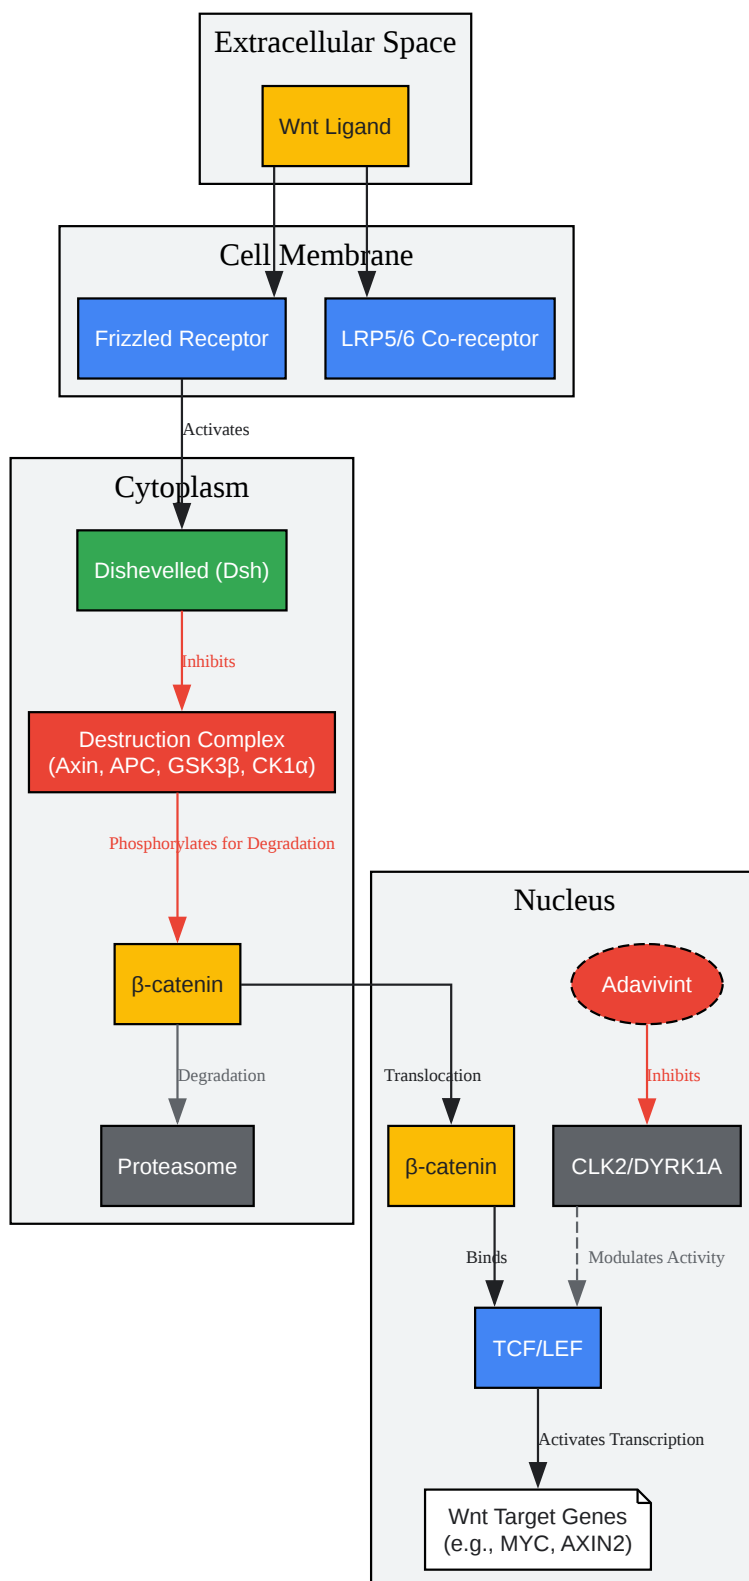 Extracellular Space
Wnt Ligand
Cell Membrane
Frizzled Receptor
LRP5/6 Co-receptor
Activates
Cytoplasm
Dishevelled (Dsh)
Inhibits
Destruction Complex
(Axin, APC, GSK3β, CK1α)
Phosphorylates for Degradation
Nucleus
β-catenin
Adavivint
Degradation
Translocation
Inhibits
Proteasome
β-catenin
CLK2/DYRK1A
Binds
Modulates Activity
TCF/LEF
Activates Transcription
Wnt Target Genes
(e.g., MYC, AXIN2)